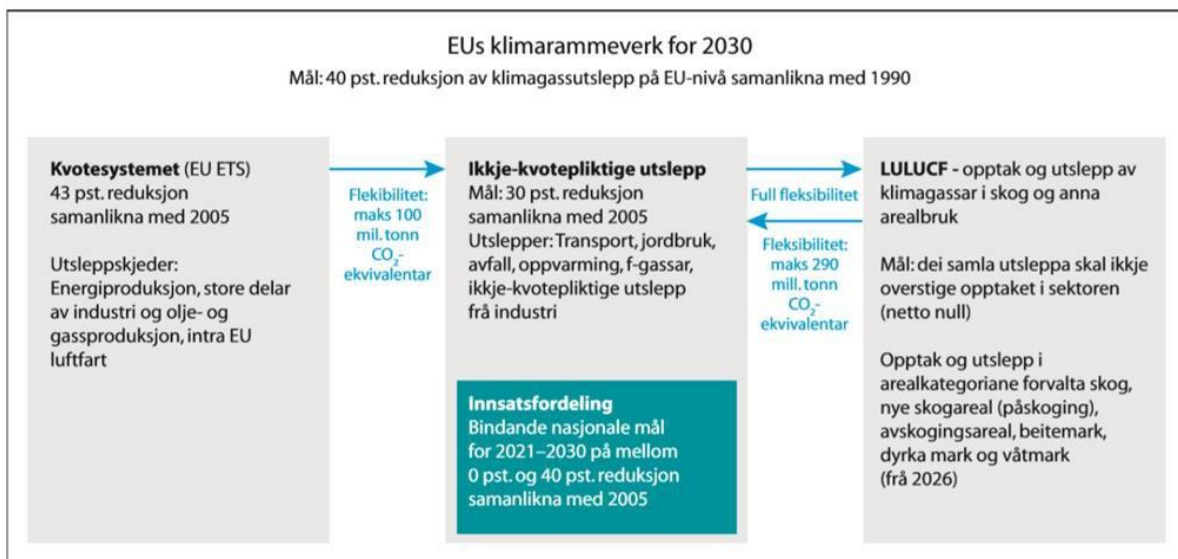 EUs klimarammeverk for 2030
Mål: 40 pst. reduksjon av klimagassutslepp på EU-nivå samanlikna med 1990
Kvotesystemet (EU ETS)
43 pst. reduksjon
samanlikna med 2005
Utsleppskjeder:
Energiproduksjon, store delar
av industri og olje- og
gassproduksjon, intra EU
luftfart
Flekibilitet:
maks 100
mil. tonn
CO₂-
ekvivalentar
Ikkje-kvotepliktige utslepp
Mål: 30 pst. reduksjon
samanlikna med 2005
Utslepper: Transport, jordbruk,
avfall, oppvarming, f-gassar,
ikkje-kvotepliktige utslepp
frå industri
Innsatsfordeling
Bindande nasjonale mål
for 2021–2030 på mellom
0 pst. og 40 pst. reduksjon
samanlikna med 2005
Full fleksibilitet
Fleksibilitet:
maks 290
mill. tonn
CO₂-
ekvivalentar
LULUCF - opptak og utslepp av
klimagassar i skog og anna
arealbruk
Mål: dei samla utsleppa skal ikkje
overstige opptaket i sektoren
(netto null)
Opptak og utslepp i
arealkategoriane forvalta skog,
nye skogareal (påskoging),
avskogingsareal, beitemark,
dyrka mark og våtmark
(frå 2026)